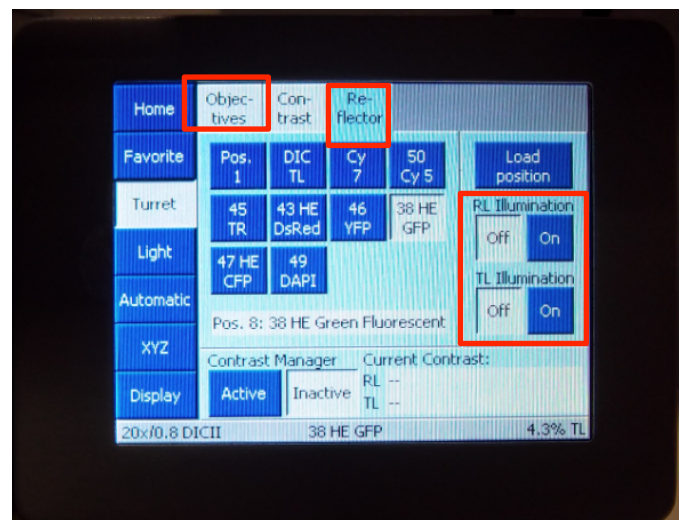 Home
Objec-
tives
Con-
trast
Re-
flector
Favorite
Turret
Light
Automatic
XYZ
Display
Pos.
1
DIC
TL
Cy
7
50
Cy 5
45
TR
43 HE
DsRed
46
YFP
38 HE
GFP
47 HE
CFP
49
DAPI
Pos. 8: 38 HE Green Fluorescent
Load
position
RL Illumination
Off
On
TL Illumination
Off
On
Contrast Manager
Active
Inactive
Current Contrast:
RL --
TL --
20x/0.8 DICII
38 HE GFP
4.3% TL